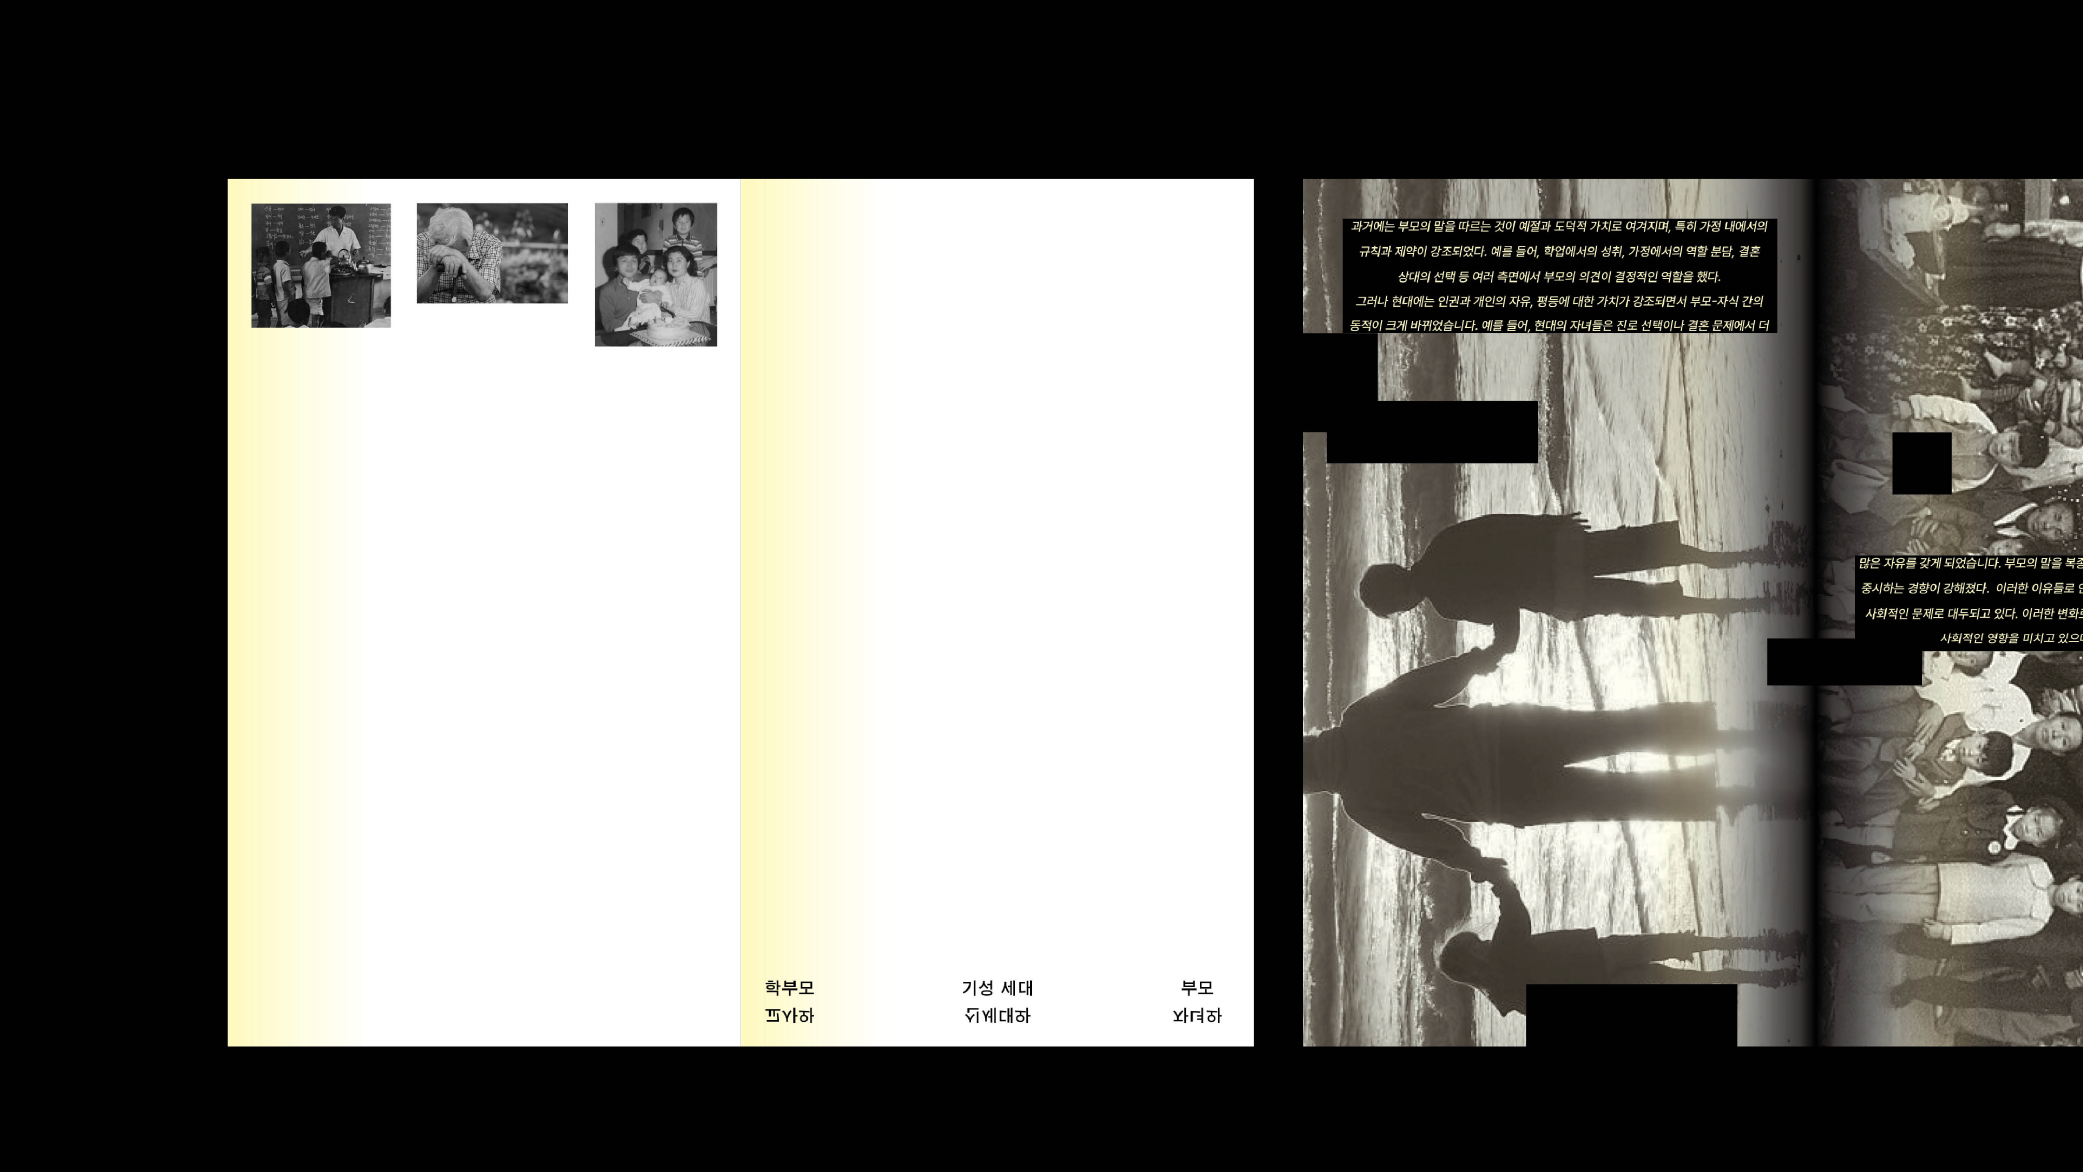 학부모 기성 세대 부모
교사와 신세대와 자녀와
과거에는 부모의 말을 따르는 것이 예절과 도덕적 가치로 여겨지며, 특히 가정 내에서의
규칙과 제약이 강조되었다. 예를 들어, 학업에서의 성취, 가정에서의 역할 분담, 결혼
상대의 선택 등 여러 측면에서 부모의 의견이 결정적인 역할을 했다.
그러나 현대에는 인권과 개인의 자유, 평등에 대한 가치가 강조되면서 부모-자식 간의
동적이 크게 바뀌었습니다. 예를 들어, 현대의 자녀들은 진로 선택이나 결혼 문제에서 더
많은 자유를 갖게 되었습니다. 부모의 말을 복종
중시하는 경향이 강해졌다. 이러한 이유들로
사회적인 문제로 대두되고 있다. 이러한
사회적인 영향을 미치고